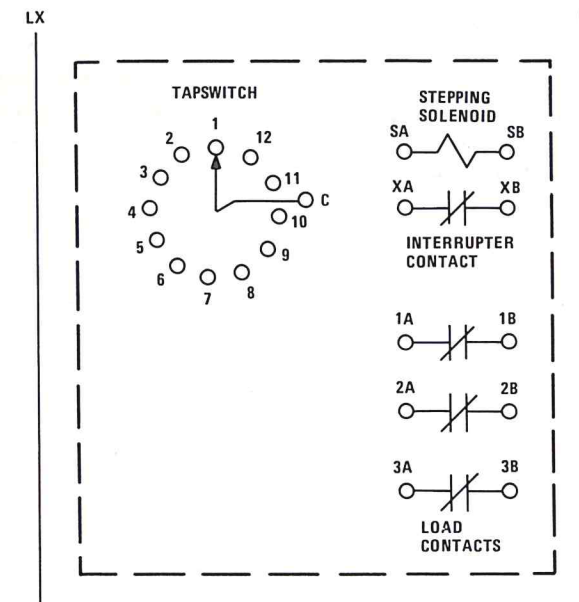 LX
TAPSWITCH
1
2
12
3
11
4
C
10
5
9
6
8
7
STEPPING
SOLENOID
SA SB
XA XB
INTERRUPTER
CONTACT
1A 1B
2A 2B
3A 3B
LOAD
CONTACTS